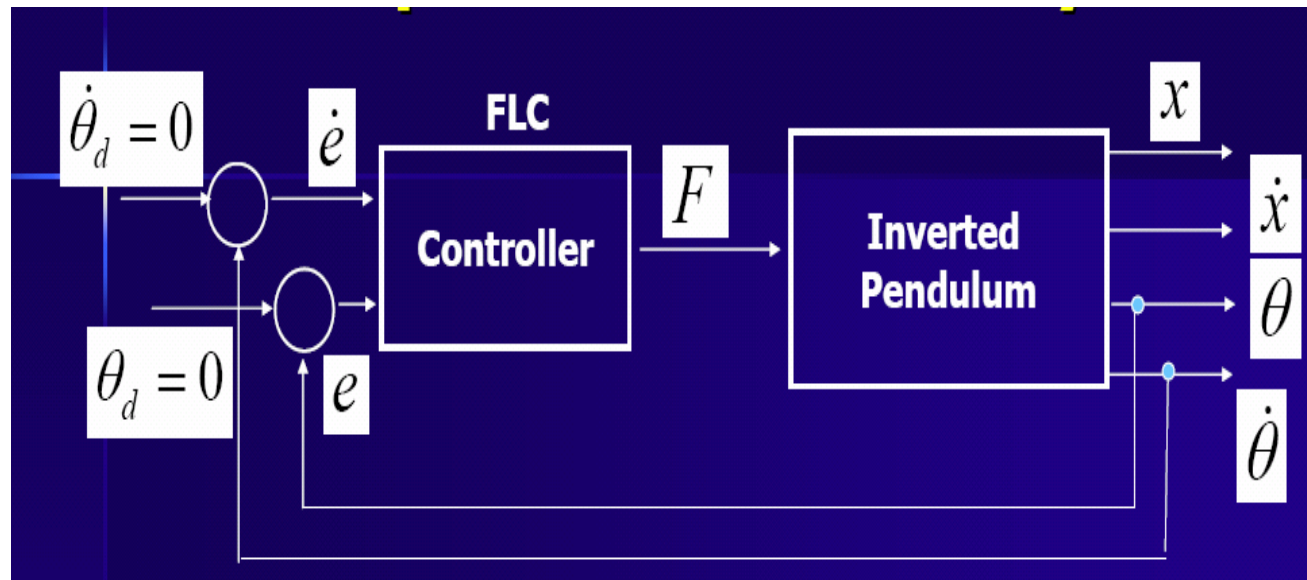 θ̇_d = 0
ė
FLC
Controller
F
Inverted
Pendulum
x
ẋ
θ
θ̇
θ_d = 0
e